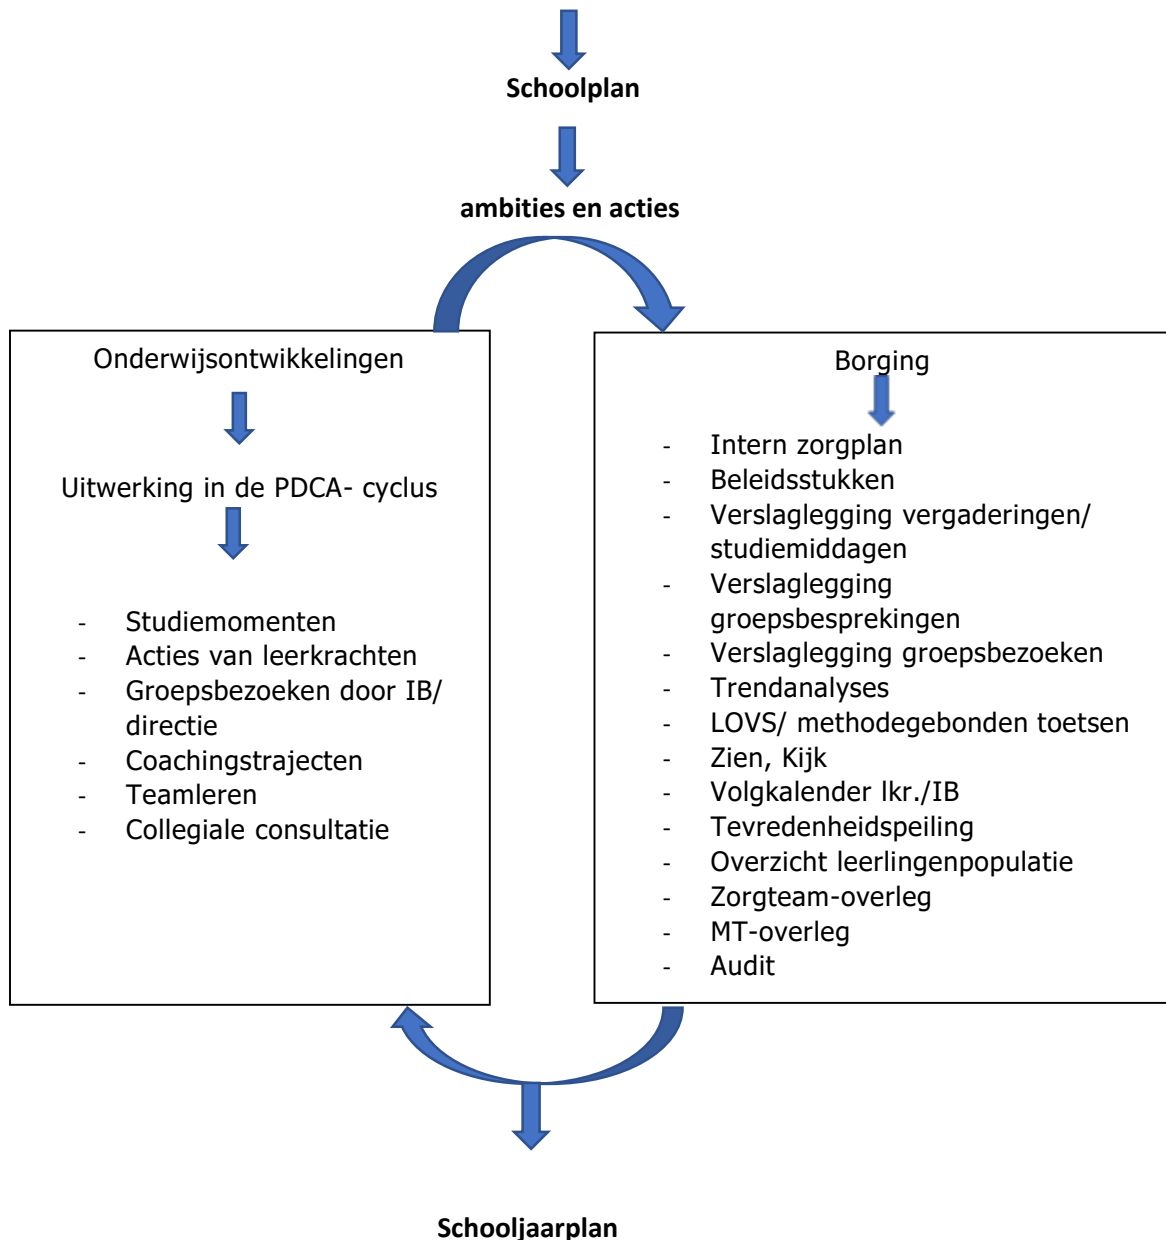 Schoolplan
ambities en acties
Onderwijsontwikkelingen
Uitwerking in de PDCA- cyclus
- Studiemomenten
- Acties van leerkrachten
- Groepsbezoeken door IB/
directie
- Coachingstrajecten
- Teamleren
- Collegiale consultatie
Borging
- Intern zorgplan
- Beleidsstukken
- Verslaglegging vergaderingen/
studiemiddagen
- Verslaglegging
groepsbesprekingen
- Verslaglegging groepsbezoeken
- Trendanalyses
- LOVS/ methodegebonden toetsen
- Zien, Kijk
- Volgkalender lkr./IB
- Tevredenheidspeiling
- Overzicht leerlingenpopulatie
- Zorgteam-overleg
- MT-overleg
- Audit
Schooljaarplan